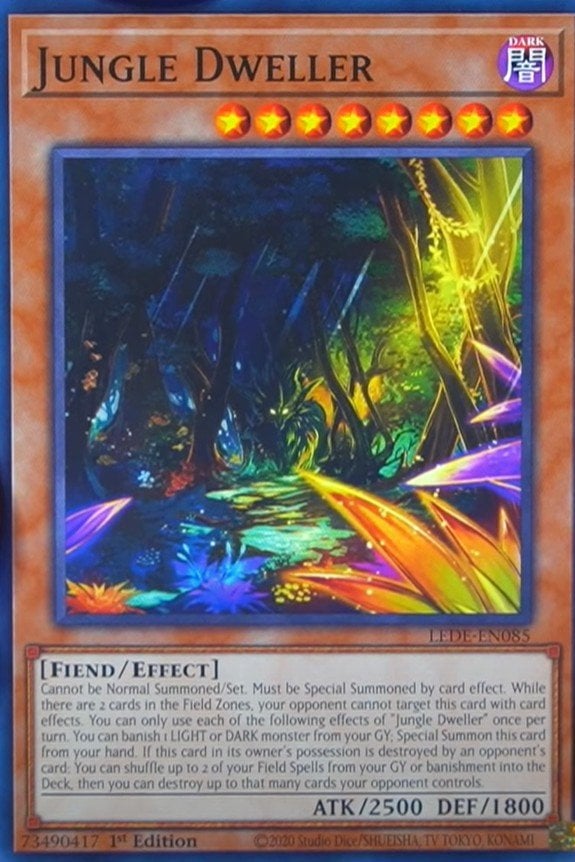 JUNGLE DWELLER
DARK
闇
LEDE-EN085
[FIEND/EFFECT]
Cannot be Normal Summoned/Set. Must be Special Summoned by card effect. While
there are 2 cards in the Field Zones, your opponent cannot target this card with card
effects. You can only use each of the following effects of "Jungle Dweller" once per
turn. You can banish 1 LIGHT or DARK monster from your GY; Special Summon this card
from your hand. If this card in its owner's possession is destroyed by an opponent's
card: You can shuffle up to 2 of your Field Spells from your GY or banishment into the
Deck, then you can destroy up to that many cards your opponent controls.
ATK/2500 DEF/1800
73490417 1st Edition
©2020 Studio Dice/SHUEISHA, TV TOKYO, KONAMI